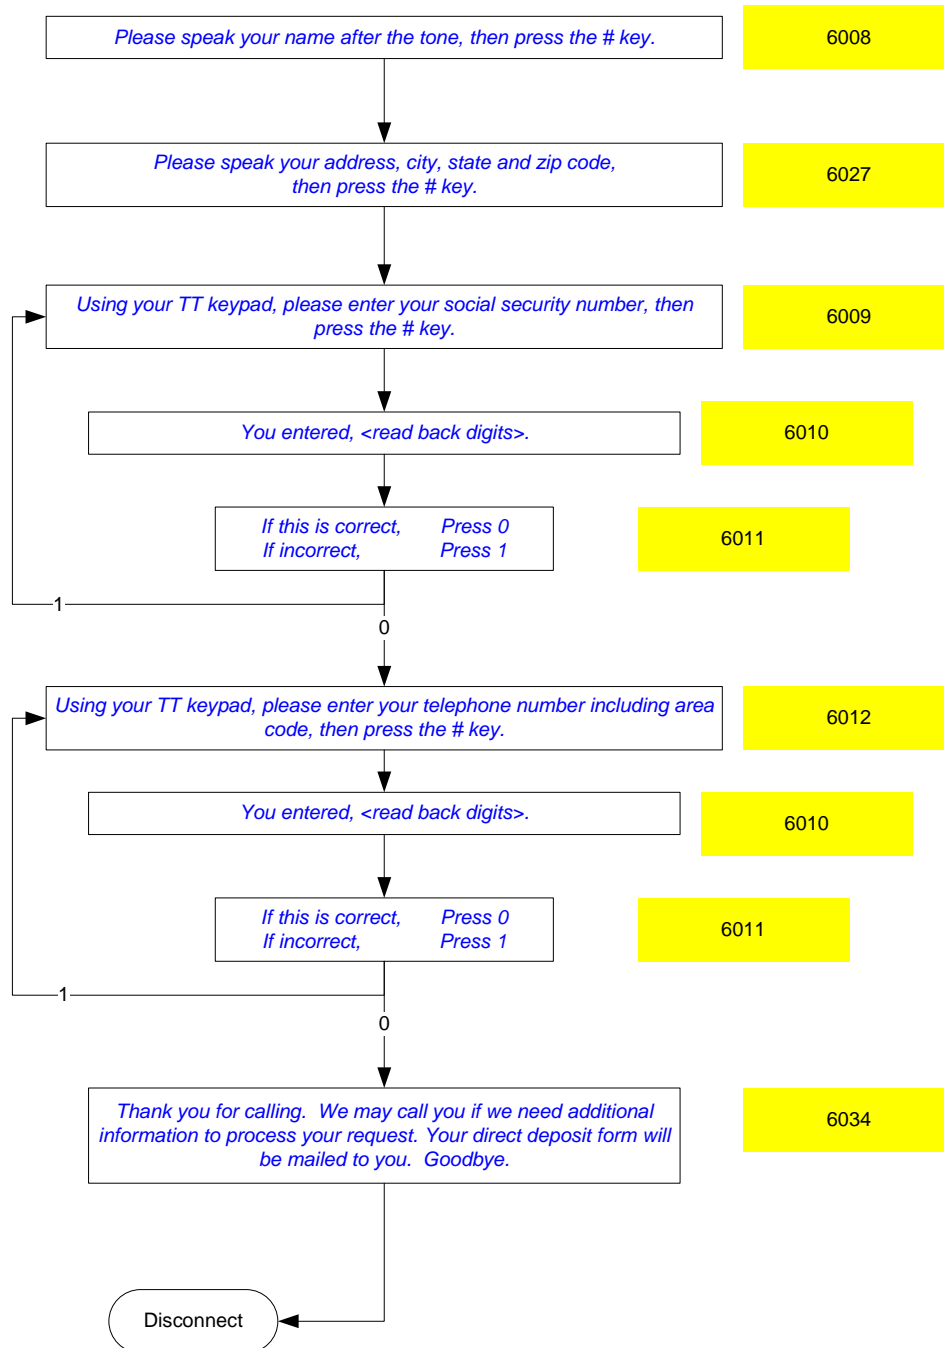 Please speak your name after the tone, then press the # key.
6008
Please speak your address, city, state and zip code,
then press the # key.
6027
Using your TT keypad, please enter your social security number, then
press the # key.
6009
You entered, <read back digits>.
6010
If this is correct, Press 0
If incorrect, Press 1
6011
1
0
Using your TT keypad, please enter your telephone number including area
code, then press the # key.
6012
You entered, <read back digits>.
6010
If this is correct, Press 0
If incorrect, Press 1
6011
1
0
Thank you for calling.  We may call you if we need additional
information to process your request. Your direct deposit form will
be mailed to you.  Goodbye.
6034
Disconnect